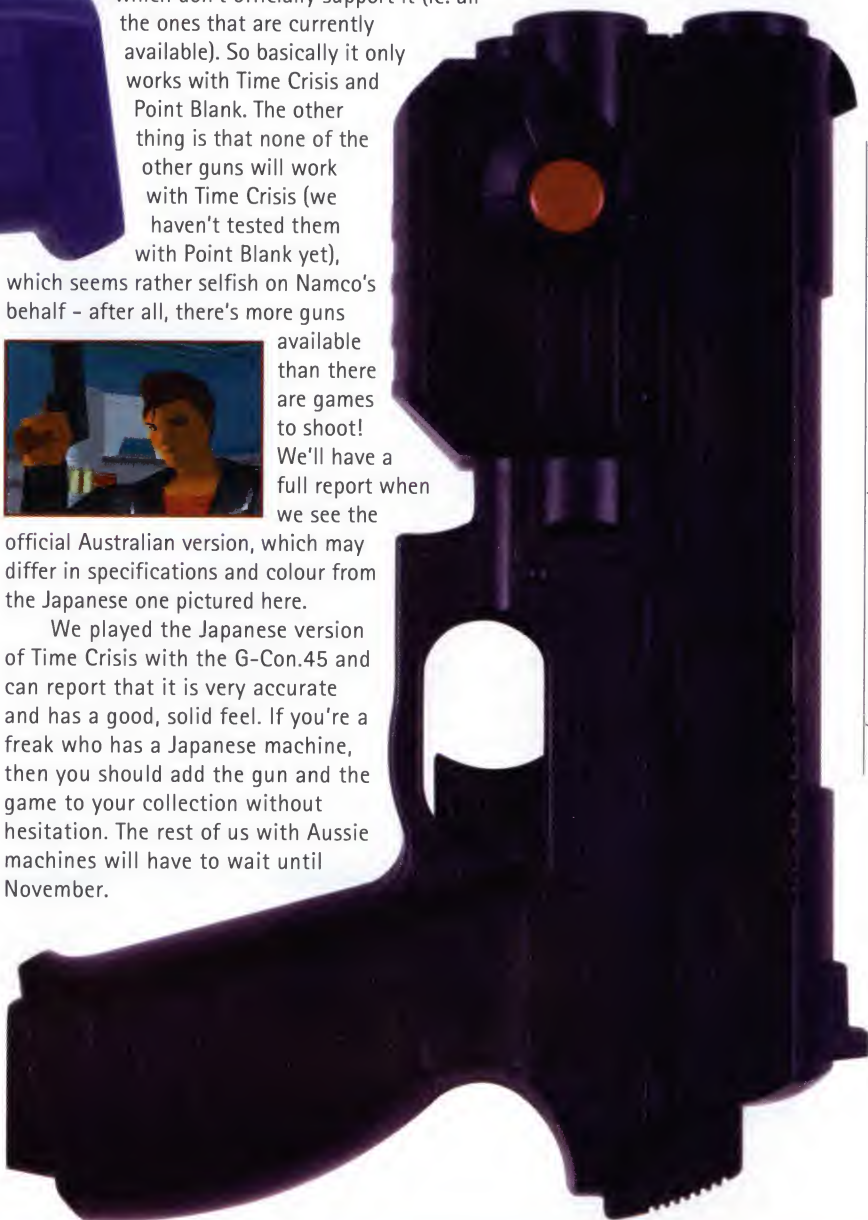 which don't officially support it (ie. all
the ones that are currently
available). So basically it only
works with Time Crisis and
Point Blank. The other
thing is that none of the
other guns will work
with Time Crisis (we
haven't tested them
with Point Blank yet),
which seems rather selfish on Namco's
behalf - after all, there's more guns
available
than there
are games
to shoot!
We'll have a
full report when
we see the
official Australian version, which may
differ in specifications and colour from
the Japanese one pictured here.
We played the Japanese version
of Time Crisis with the G-Con.45 and
can report that it is very accurate
and has a good, solid feel. If you're a
freak who has a Japanese machine,
then you should add the gun and the
game to your collection without
hesitation. The rest of us with Aussie
machines will have to wait until
November.